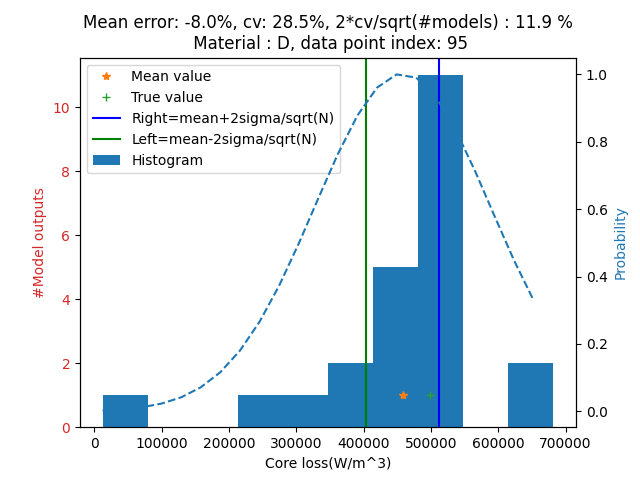 Mean error: -8.0%, cv: 28.5%, 2*cv/sqrt(#models) : 11.9 %
Material : D, data point index: 95
Mean value
True value
Right=mean+2sigma/sqrt(N)
Left=mean-2sigma/sqrt(N)
Histogram
#Model outputs
0
2
4
6
8
10
Probability
0.0
0.2
0.4
0.6
0.8
1.0
0 100000 200000 300000 400000 500000 600000 700000
Core loss(W/m^3)